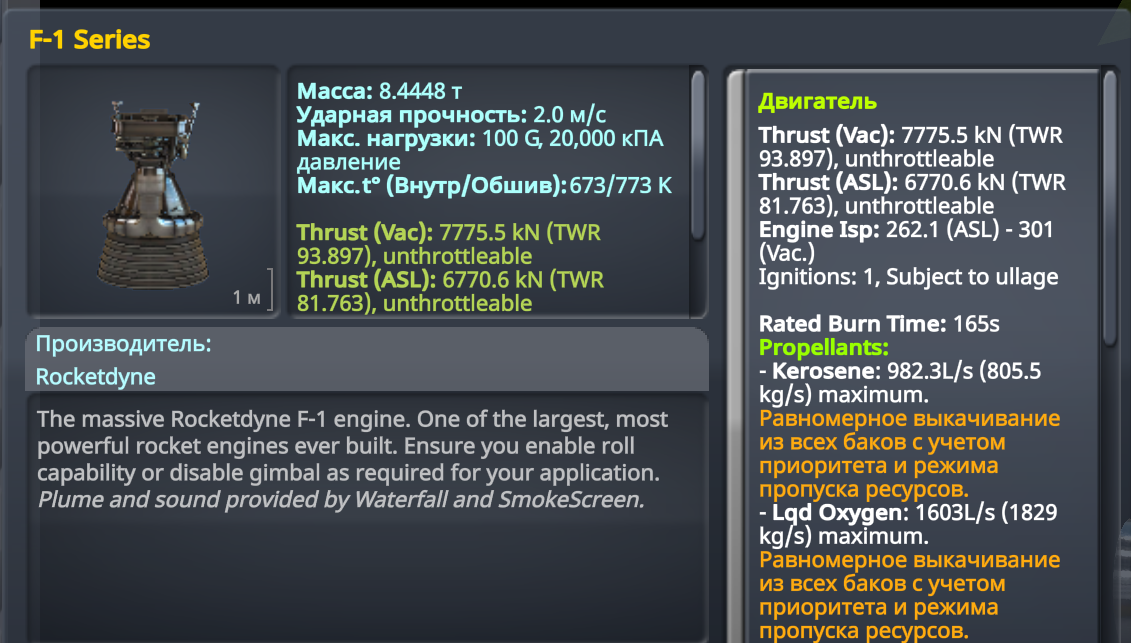 F-1 Series
1 м
Масса: 8.4448 т
Ударная прочность: 2.0 м/с
Макс. нагрузки: 100 G, 20,000 кПА
давление
Макс.t° (Внутр/Обшив):673/773 K
Thrust (Vac): 7775.5 kN (TWR
93.897), unthrottleable
Thrust (ASL): 6770.6 kN (TWR
81.763), unthrottleable
Производитель:
Rocketdyne
The massive Rocketdyne F-1 engine. One of the largest, most
powerful rocket engines ever built. Ensure you enable roll
capability or disable gimbal as required for your application.
Plume and sound provided by Waterfall and SmokeScreen.
Двигатель
Thrust (Vac): 7775.5 kN (TWR
93.897), unthrottleable
Thrust (ASL): 6770.6 kN (TWR
81.763), unthrottleable
Engine Isp: 262.1 (ASL) - 301
(Vac.)
Ignitions: 1, Subject to ullage
Rated Burn Time: 165s
Propellants:
- Kerosene: 982.3L/s (805.5
kg/s) maximum.
Равномерное выкачивание
из всех баков с учетом
приоритета и режима
пропуска ресурсов.
- Lqd Oxygen: 1603L/s (1829
kg/s) maximum.
Равномерное выкачивание
из всех баков с учетом
приоритета и режима
пропуска ресурсов.